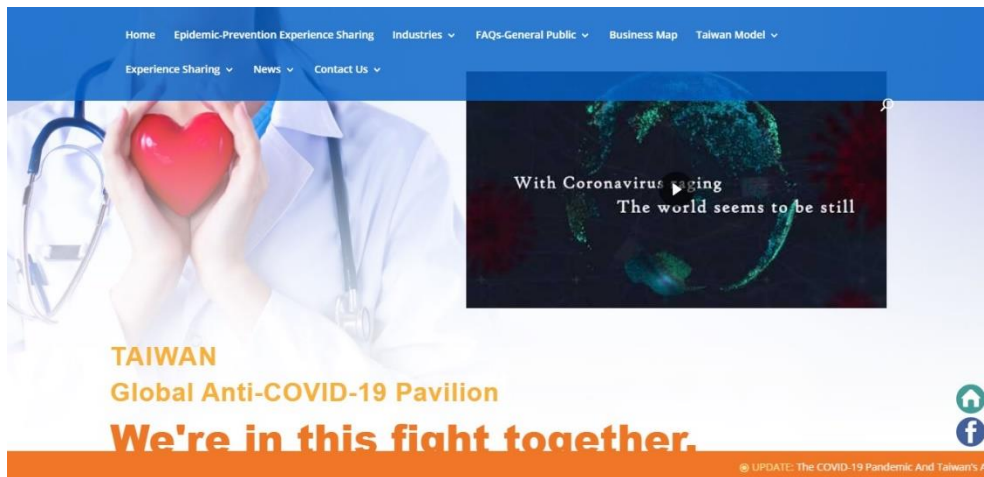 Home Epidemic-Prevention Experience Sharing Industries FAQs-General Public Business Map Taiwan Model
Experience Sharing News Contact Us
With Coronavirus raging
The world seems to be still
TAIWAN
Global Anti-COVID-19 Pavilion
We're in this fight together.
UPDATE: The COVID-19 Pandemic And Taiwan's A